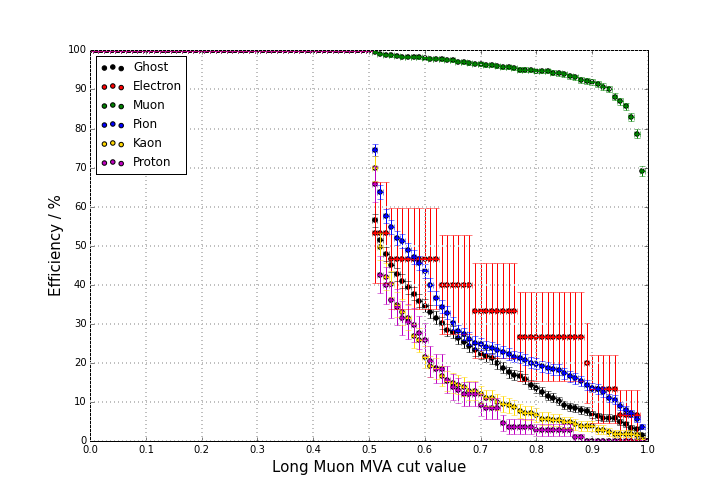 100
90
80
70
60
50
40
30
20
10
0
Efficiency / %
Ghost
Electron
Muon
Pion
Kaon
Proton
0.0 0.1 0.2 0.3 0.4 0.5 0.6 0.7 0.8 0.9 1.0
Long Muon MVA cut value